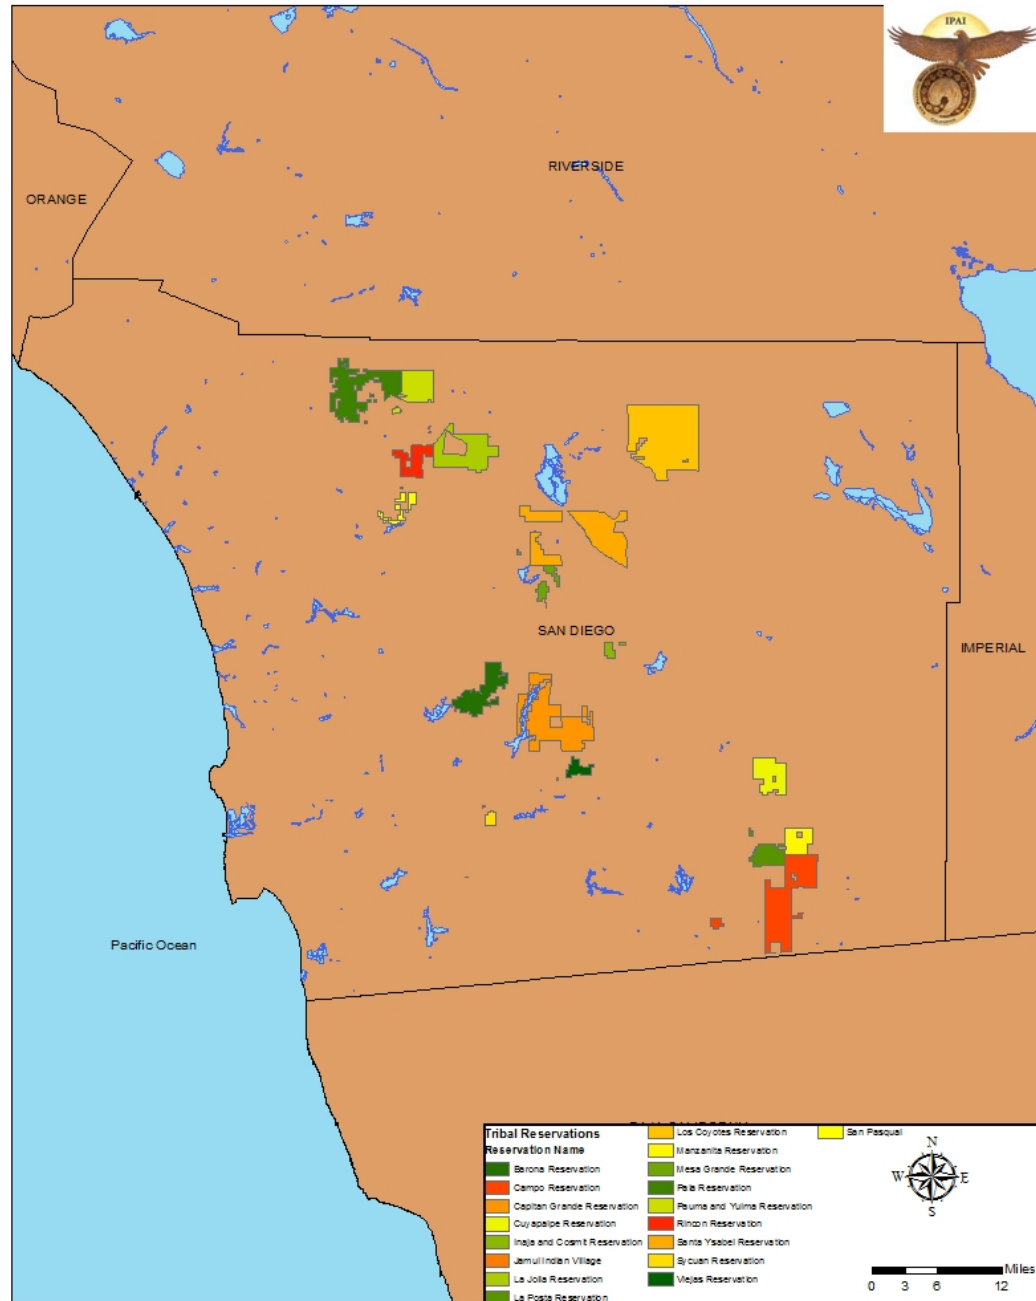 IPAI
RIVERSIDE
ORANGE
SAN DIEGO
IMPERIAL
Pacific Ocean
Tribal Reservations
Reservation Name
Barona Reservation
Campo Reservation
Capitan Grande Reservation
Cuyapaipe Reservation
Inaja and Cosmit Reservation
Jamul Indian Village
La Jolla Reservation
La Posta Reservation
Los Coyotes Reservation
Manzanita Reservation
Mesa Grande Reservation
Pala Reservation
Pauma and Yuima Reservation
Rincon Reservation
Santa Ysabel Reservation
Sycuan Reservation
Viejas Reservation
San Pasqual
N
W E
S
Miles
0 3 6 12